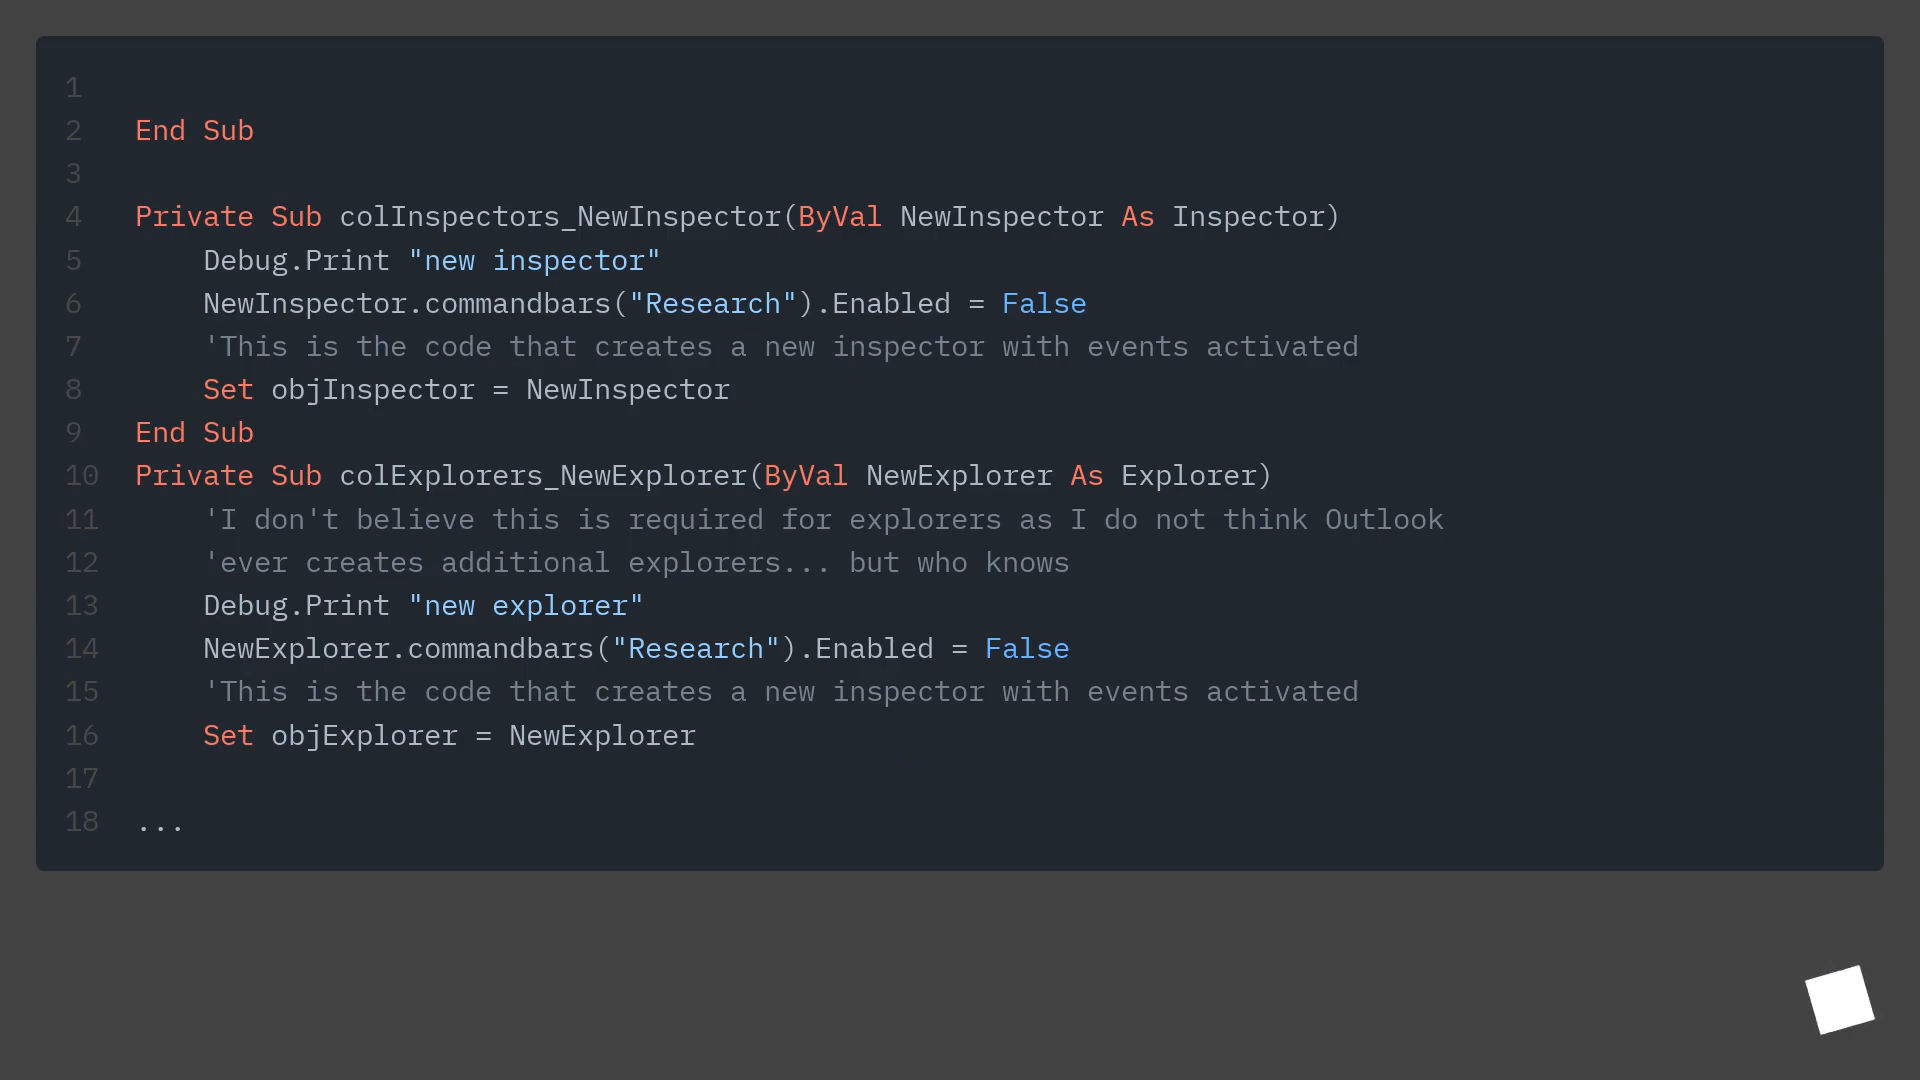 1
2 End Sub
3
4 Private Sub colInspectors_NewInspector(ByVal NewInspector As Inspector)
5     Debug.Print "new inspector"
6     NewInspector.commandbars("Research").Enabled = False
7     'This is the code that creates a new inspector with events activated
8     Set objInspector = NewInspector
9 End Sub
10 Private Sub colExplorers_NewExplorer(ByVal NewExplorer As Explorer)
11     'I don't believe this is required for explorers as I do not think Outlook
12     'ever creates additional explorers... but who knows
13     Debug.Print "new explorer"
14     NewExplorer.commandbars("Research").Enabled = False
15     'This is the code that creates a new inspector with events activated
16     Set objExplorer = NewExplorer
17
18 ...